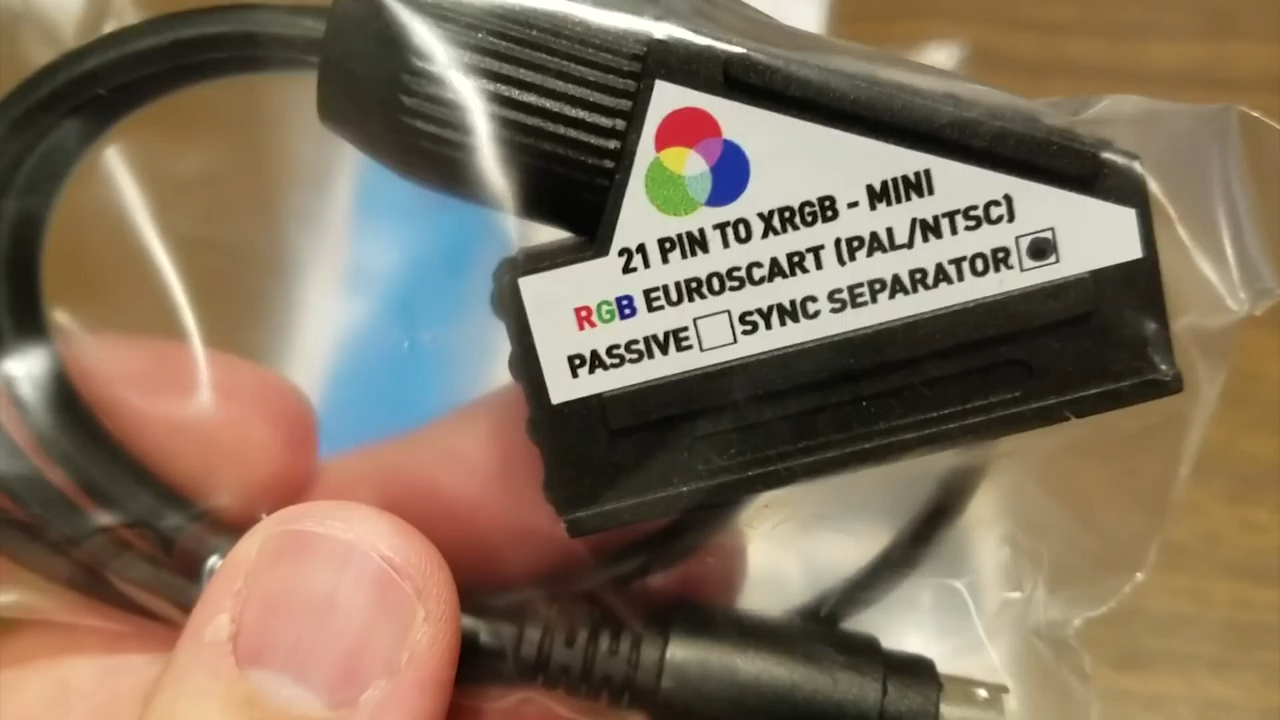 21 PIN TO XRGB - MINI
RGB EUROSCART (PAL/NTSC)
PASSIVE SYNC SEPARATOR